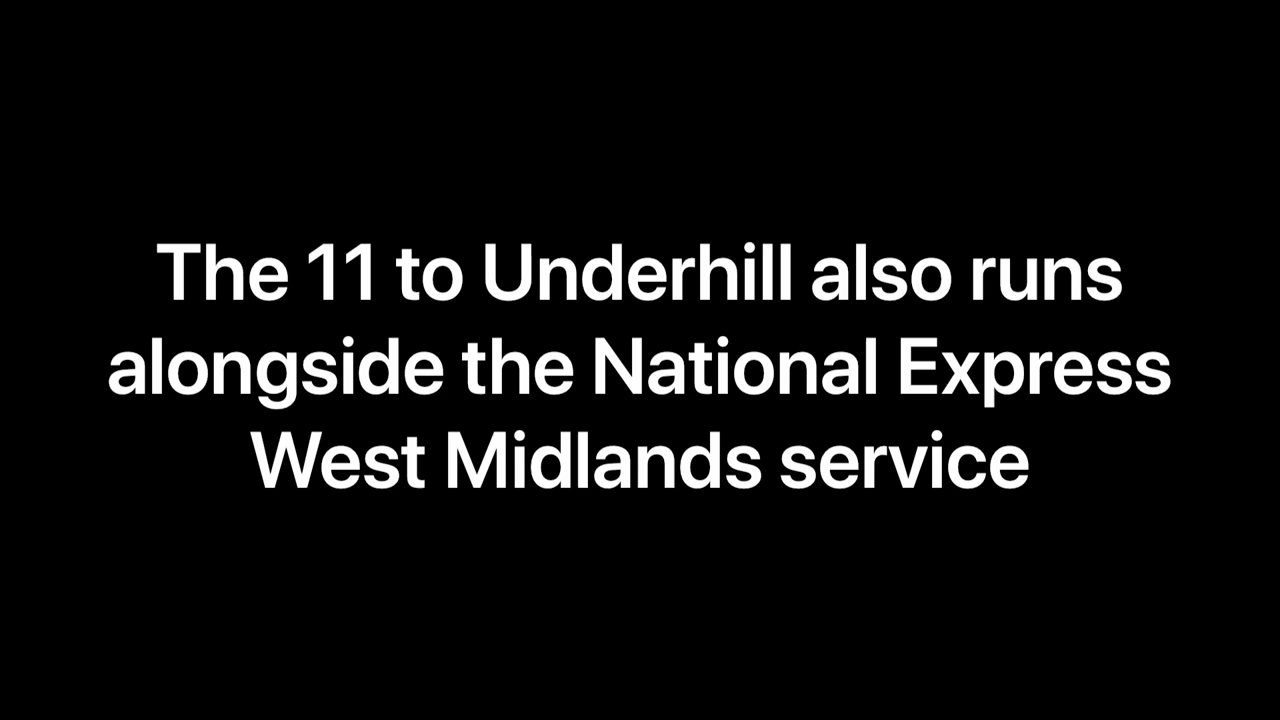 The 11 to Underhill also runs
alongside the National Express
West Midlands service